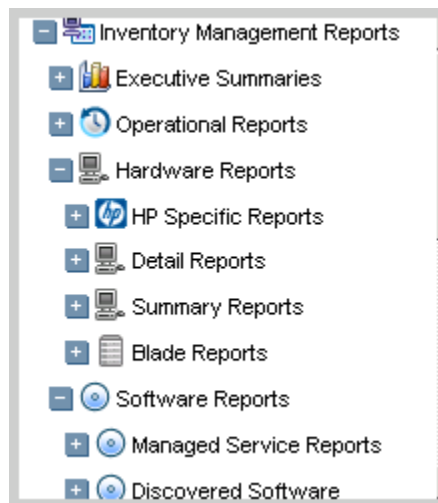 Inventory Management Reports
Executive Summaries
Operational Reports
Hardware Reports
HP Specific Reports
Detail Reports
Summary Reports
Blade Reports
Software Reports
Managed Service Reports
Discovered Software